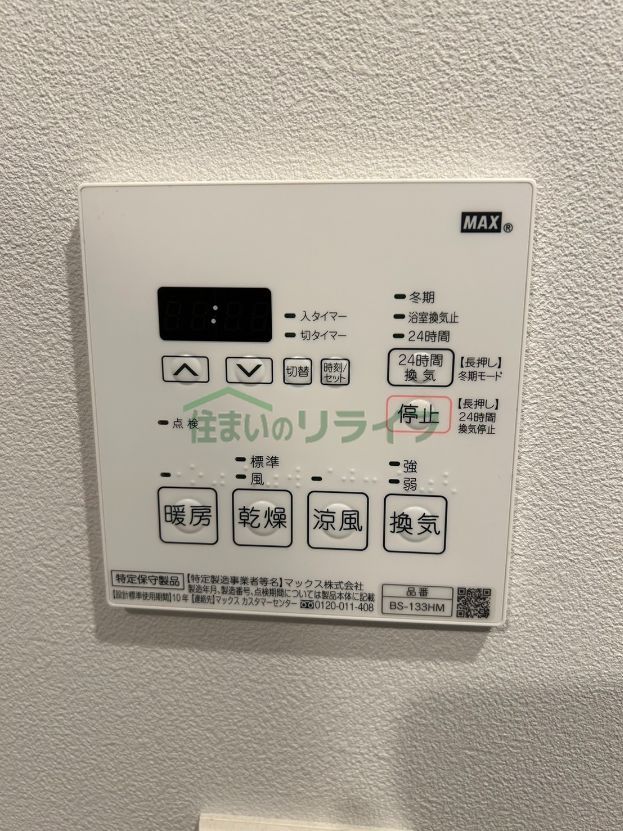 MAX®
入タイマー
切タイマー
冬期
浴室換気止
24時間
切替
時刻/
セット
24時間
換気
【長押し】
冬期モード
点検
住まいのリライフ
停止
【長押し】
24時間
換気停止
標準
風
強
弱
暖房
乾燥
涼風
換気
特定保守製品
【特定製造事業者等名】マックス株式会社
製造年月、製造番号、点検期間については製品本体に記載
【設計標準使用期間】10年 【連絡先】マックス カスタマーセンター 0120-011-408
品番
BS-133HM